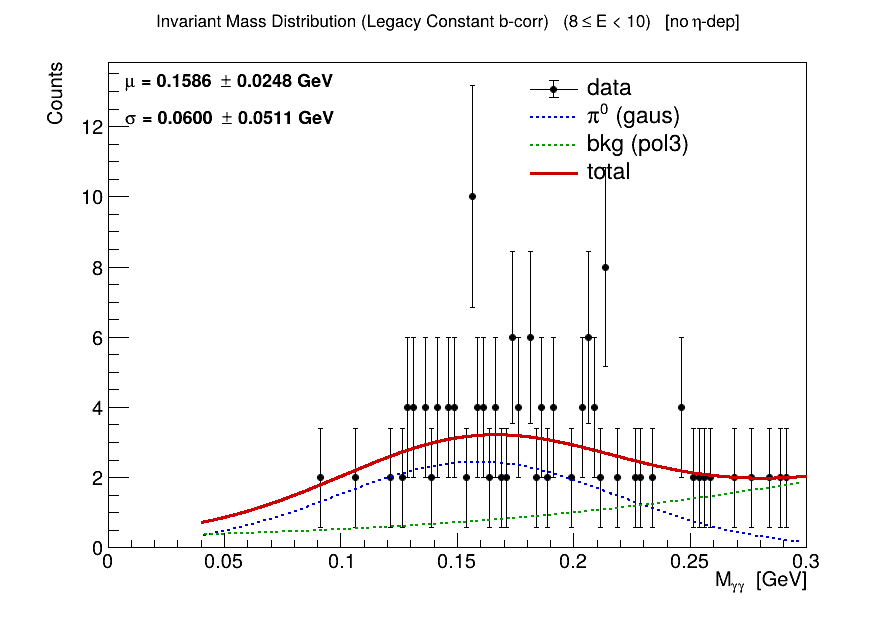 Invariant Mass Distribution (Legacy Constant b-corr)   (8 ≤ E < 10)   [no η-dep]
Counts
μ = 0.1586 ± 0.0248 GeV
σ = 0.0600 ± 0.0511 GeV
data
π⁰ (gaus)
bkg (pol3)
total
12
10
8
6
4
2
0
0 0.05 0.1 0.15 0.2 0.25 0.3
M_γγ [GeV]